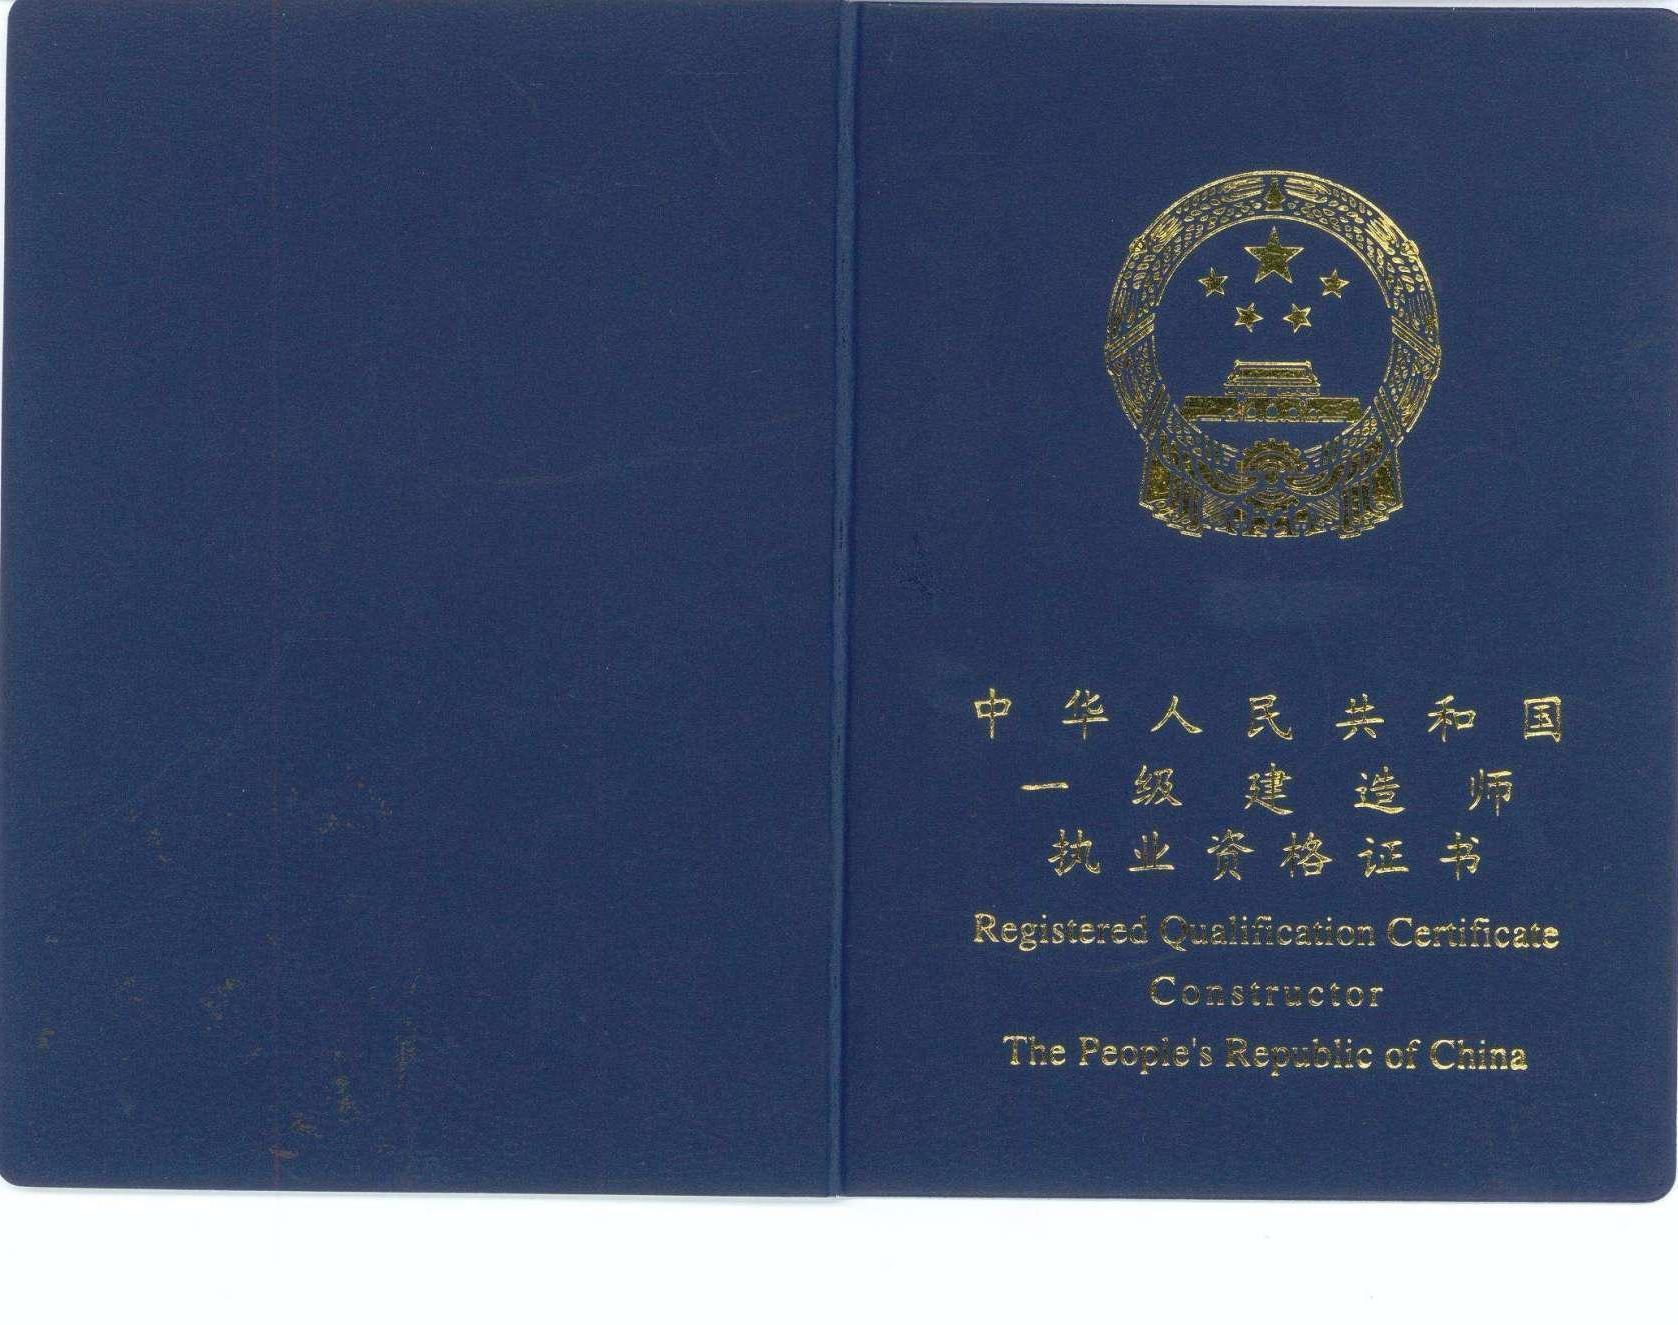 中华人民共和国
一级建造师
执业资格证书
Registered Qualification Certificate
Constructor
The People's Republic of China